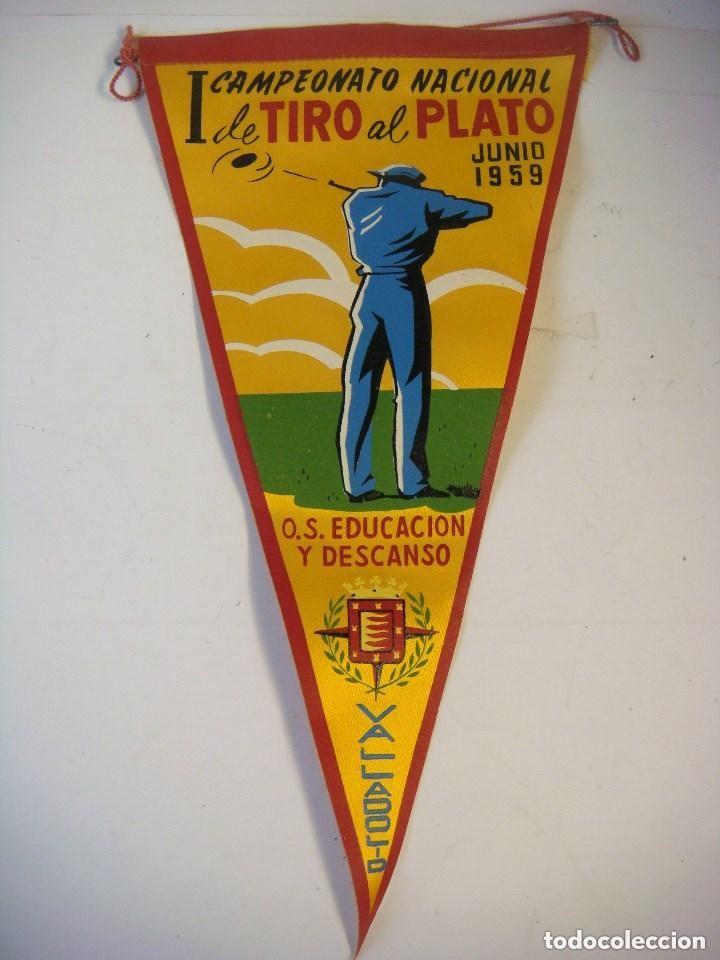 I CAMPEONATO NACIONAL
de TIRO al PLATO
JUNIO
1959
O.S. EDUCACION
Y DESCANSO
VALLADOLID
todocoleccion